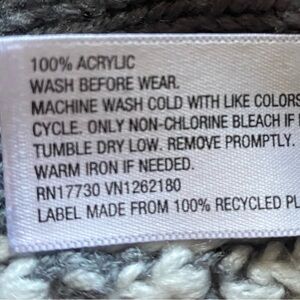 100% ACRYLIC
WASH BEFORE WEAR.
MACHINE WASH COLD WITH LIKE COLORS
CYCLE. ONLY NON-CHLORINE BLEACH IF
TUMBLE DRY LOW. REMOVE PROMPTLY.
WARM IRON IF NEEDED.
RN17730 VN1262180
LABEL MADE FROM 100% RECYCLED